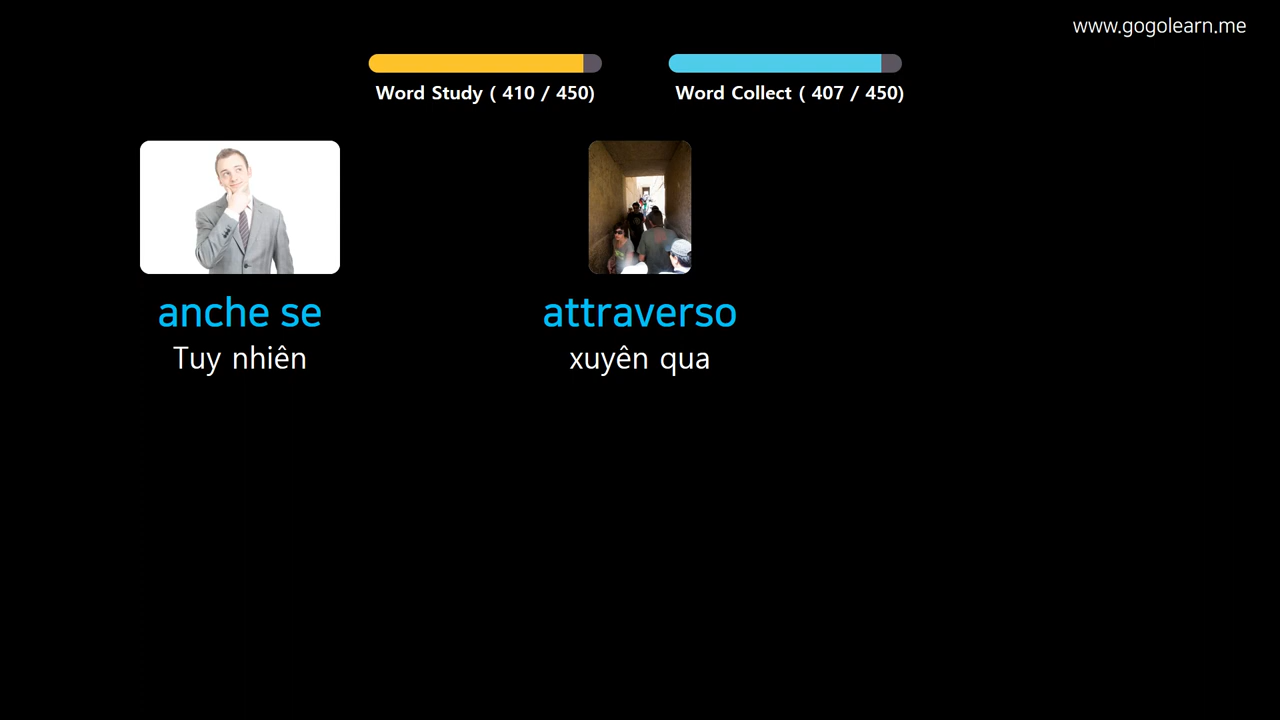 www.gogolearn.me
Word Study ( 410 / 450)
Word Collect ( 407 / 450)
anche se
Tuy nhiên
attraverso
xuyên qua